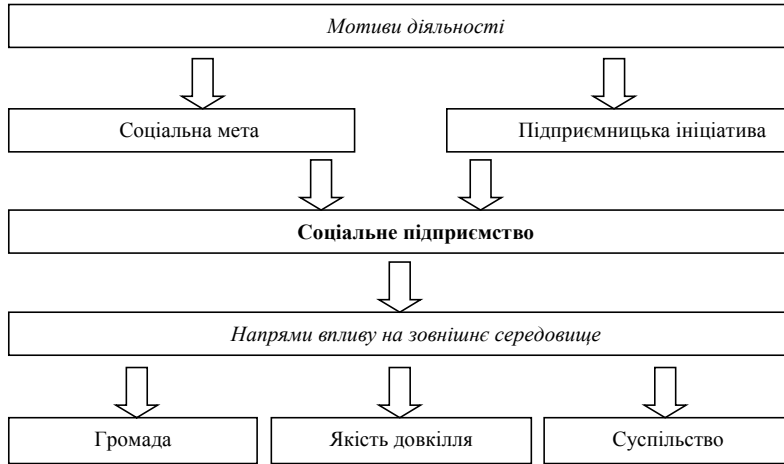 Мотиви діяльності
Соціальна мета
Підприємницька ініціатива
Соціальне підприємство
Напрями впливу на зовнішнє середовище
Громада
Якість довкілля
Суспільство